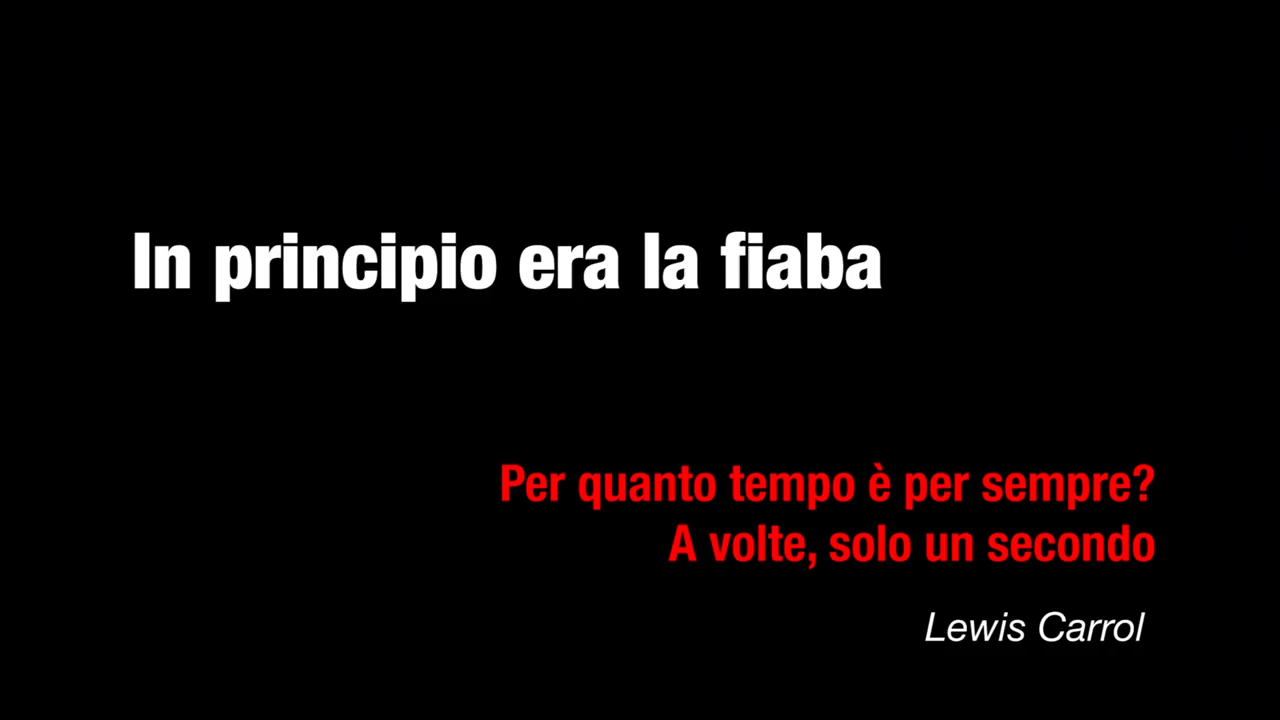 In principio era la fiaba
Per quanto tempo è per sempre?
A volte, solo un secondo
Lewis Carrol